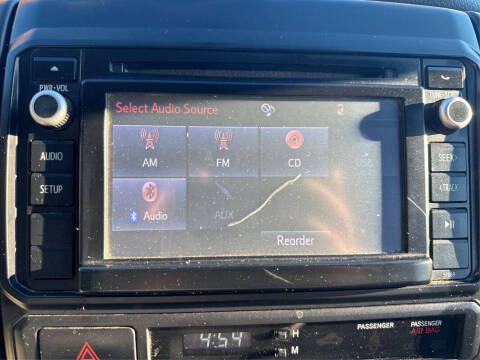 PWR•VOL
Select Audio Source
AM
FM
CD
USB
Audio
AUX
Reorder
AUDIO
SETUP
SEEK>
<TRACK
4:54
H
M
PASSENGER
PASSENGER
AIR BAG